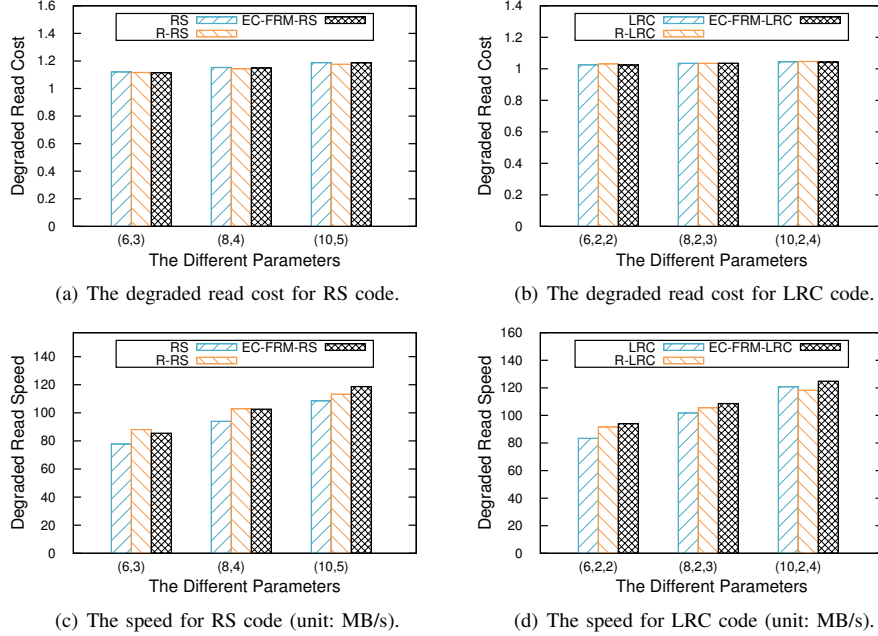 RS EC-FRM-RS
R-RS
Degraded Read Cost
1.6
1.4
1.2
1
0.8
0.6
0.4
0.2
0
(6,3) (8,4) (10,5)
The Different Parameters
(a) The degraded read cost for RS code.
LRC EC-FRM-LRC
R-LRC
Degraded Read Cost
1.4
1.2
1
0.8
0.6
0.4
0.2
0
(6,2,2) (8,2,3) (10,2,4)
The Different Parameters
(b) The degraded read cost for LRC code.
RS EC-FRM-RS
R-RS
Degraded Read Speed
140
120
100
80
60
40
20
0
(6,3) (8,4) (10,5)
The Different Parameters
(c) The speed for RS code (unit: MB/s).
LRC EC-FRM-LRC
R-LRC
Degraded Read Speed
160
140
120
100
80
60
40
20
0
(6,2,2) (8,2,3) (10,2,4)
The Different Parameters
(d) The speed for LRC code (unit: MB/s).